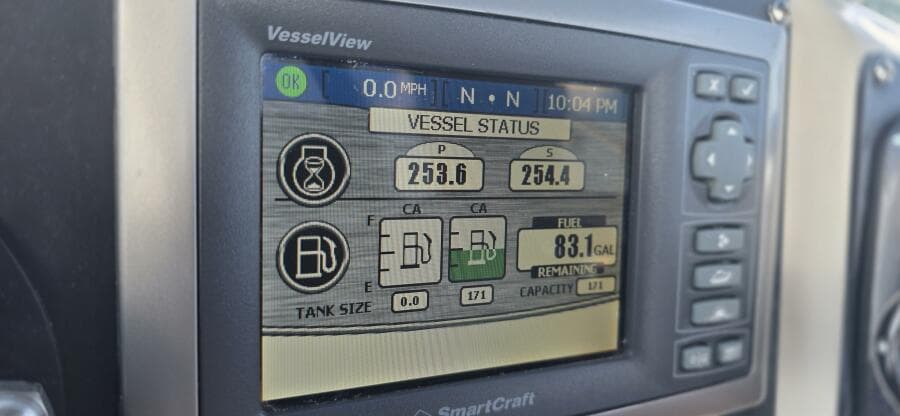 VesselView
OK 0.0 MPH N • N 10:04 PM
VESSEL STATUS
P S
253.6 254.4
CA CA
F FUEL
83.1 GAL
REMAINING
E CAPACITY 171
TANK SIZE 0.0 171
SmartCraft